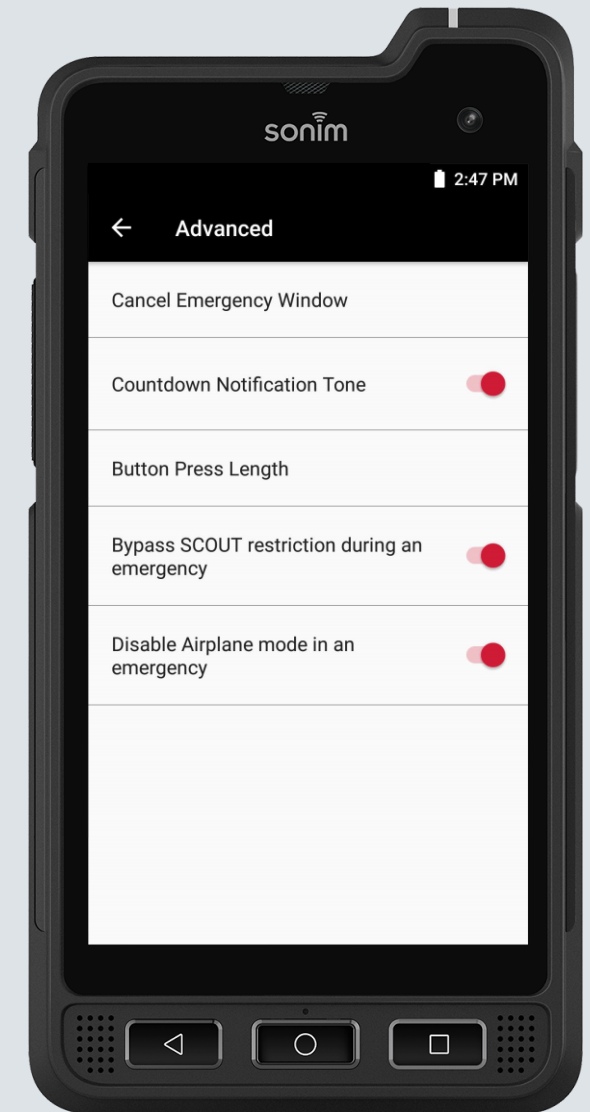 sonim
2:47 PM
Advanced
Cancel Emergency Window
Countdown Notification Tone
Button Press Length
Bypass SCOUT restriction during an
emergency
Disable Airplane mode in an
emergency